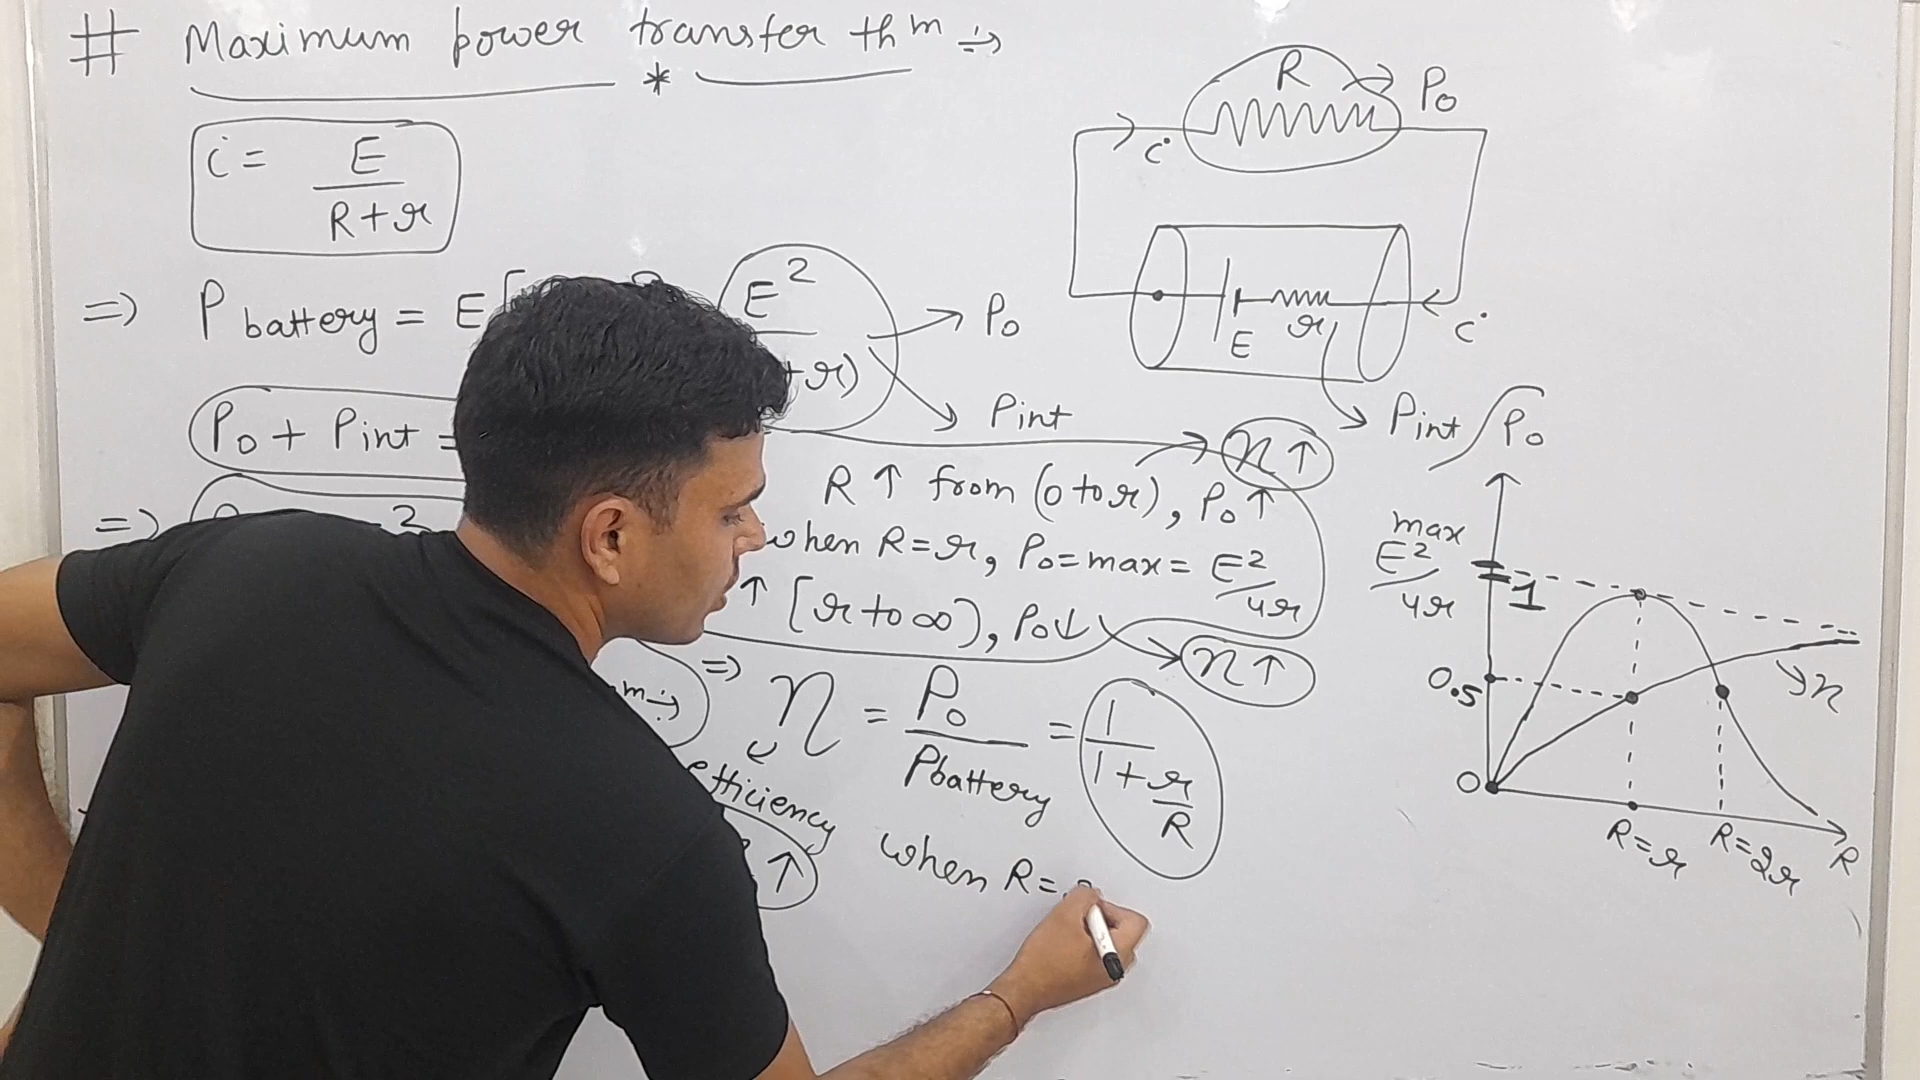 # Maximum power transfer thm ÷>
*
i = E / R+r
R
Po
i
E r
i
=> P battery = E[
E² / +r)
Po
Pint
Pint / Po
Po + Pint =
η↑
R ↑ from (0 to r), Po↑
=> 2
when R=r, Po=max= E²/4r
↑ [r to ∞), Po↓
η↑
=> η = Po / Pbattery = 1 / 1 + r/R
efficiency
↑
when R=
max
E²/4r
1
0.5
0
η
R=r
R=2r
R